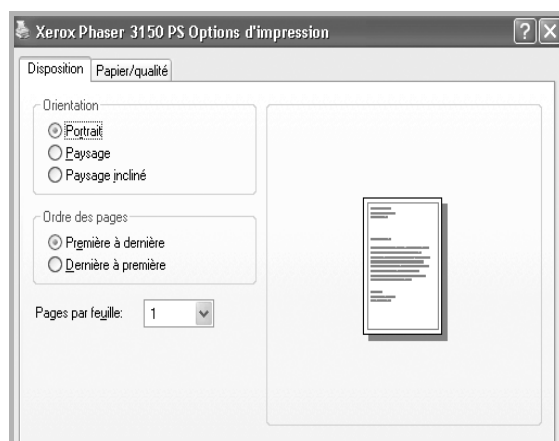 Xerox Phaser 3150 PS Options d'impression
Disposition Papier/qualité
Orientation
Portrait
Paysage
Paysage incliné
Ordre des pages
Première à dernière
Dernière à première
Pages par feuille: 1